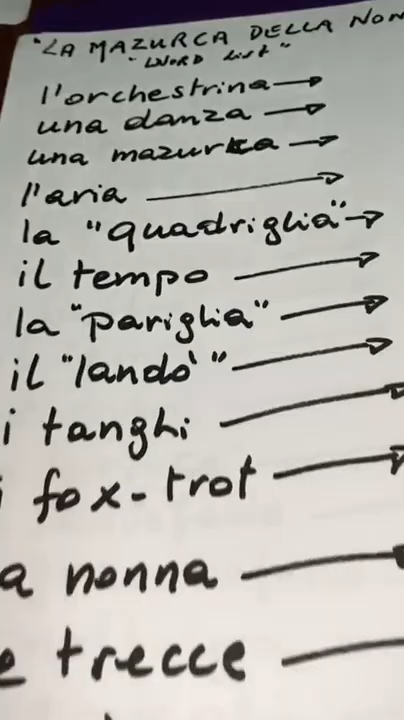 "LA MAZURCA DELLA NON
"WORD list"
l'orchestrina →
una danza →
una mazurka →
l'aria →
la "quadriglia" →
il tempo →
la "pariglia" →
il "landò" →
i tanghi →
i fox-trot →
a nonna →
e trecce →